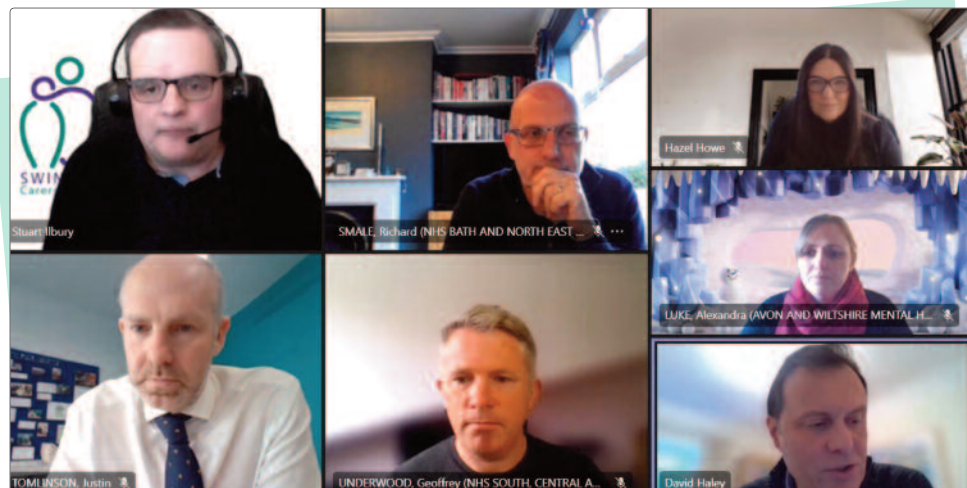 SWIN
Carer
Stuart Ilbury
SMALE, Richard (NHS BATH AND NORTH EAST ...
Hazel Howe
LUKE, Alexandra (AVON AND WILTSHIRE MENTAL H...
TOMLINSON, Justin
UNDERWOOD, Geoffrey (NHS SOUTH, CENTRAL A...
David Haley